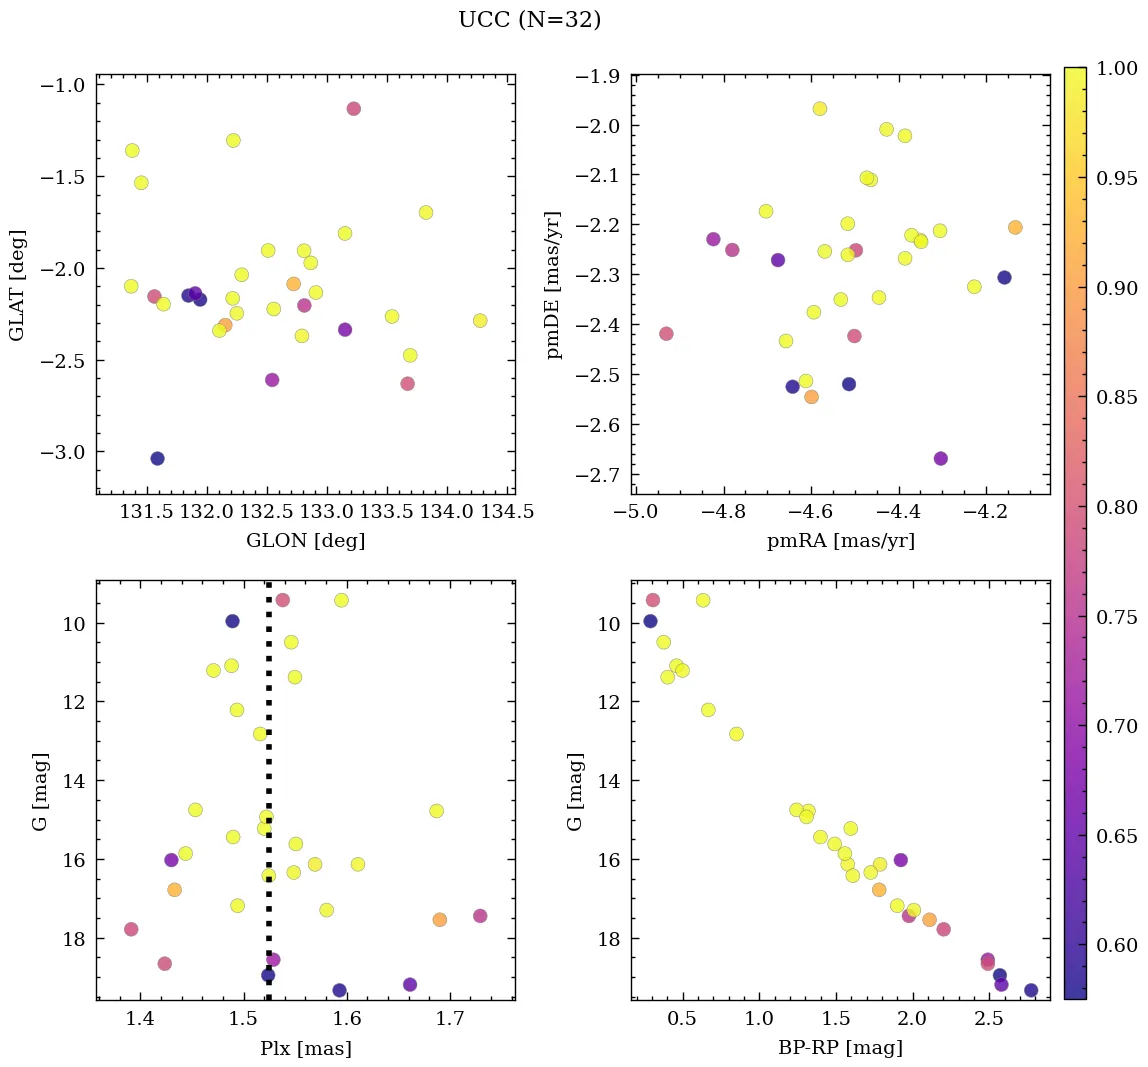 UCC (N=32)
−1.0
−1.5
−2.0
−2.5
−3.0
GLAT [deg]
131.5 132.0 132.5 133.0 133.5 134.0 134.5
GLON [deg]
−1.9
−2.0
−2.1
−2.2
−2.3
−2.4
−2.5
−2.6
−2.7
pmDE [mas/yr]
−5.0 −4.8 −4.6 −4.4 −4.2
pmRA [mas/yr]
10
12
14
16
18
G [mag]
1.4 1.5 1.6 1.7
Plx [mas]
10
12
14
16
18
G [mag]
0.5 1.0 1.5 2.0 2.5
BP-RP [mag]
1.00
0.95
0.90
0.85
0.80
0.75
0.70
0.65
0.60